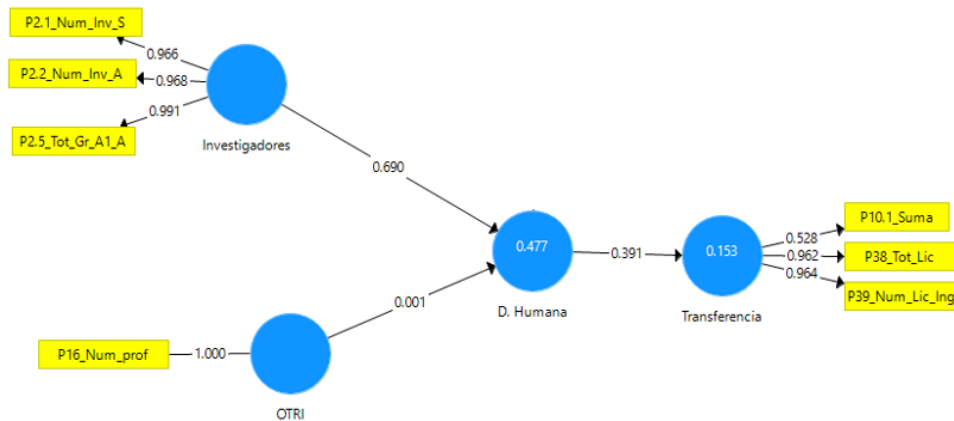 P2.1_Num_Inv_S
0.966
P2.2_Num_Inv_A
0.968
0.991
P2.5_Tot_Gr_A1_A
Investigadores
0.690
P10.1_Suma
0.528
0.477
0.391
0.153
0.962
P38_Tot_Lic
0.964
P39_Num_Lic_Ing
D. Humana
Transferencia
0.001
P16_Num_prof
1.000
OTRI